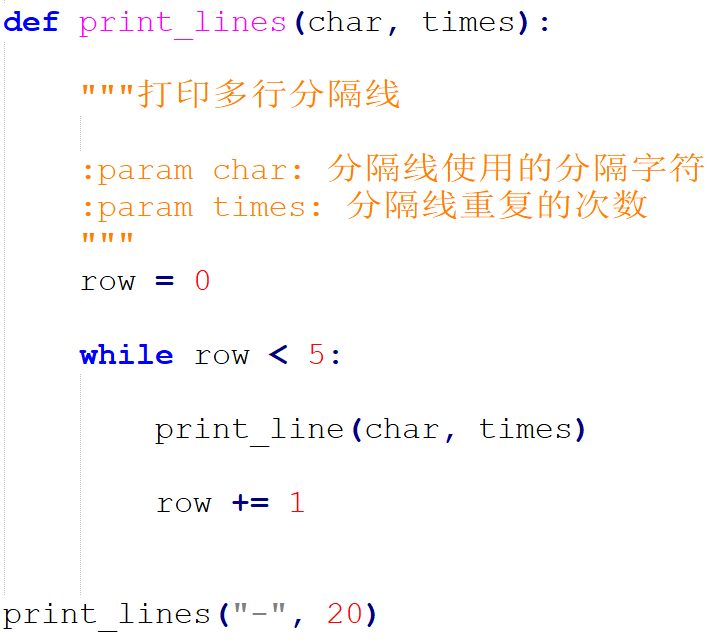 def print_lines(char, times):
"""打印多行分隔线
:param char: 分隔线使用的分隔字符
:param times: 分隔线重复的次数
"""
row = 0
while row < 5:
print_line(char, times)
row += 1
print_lines("-", 20)